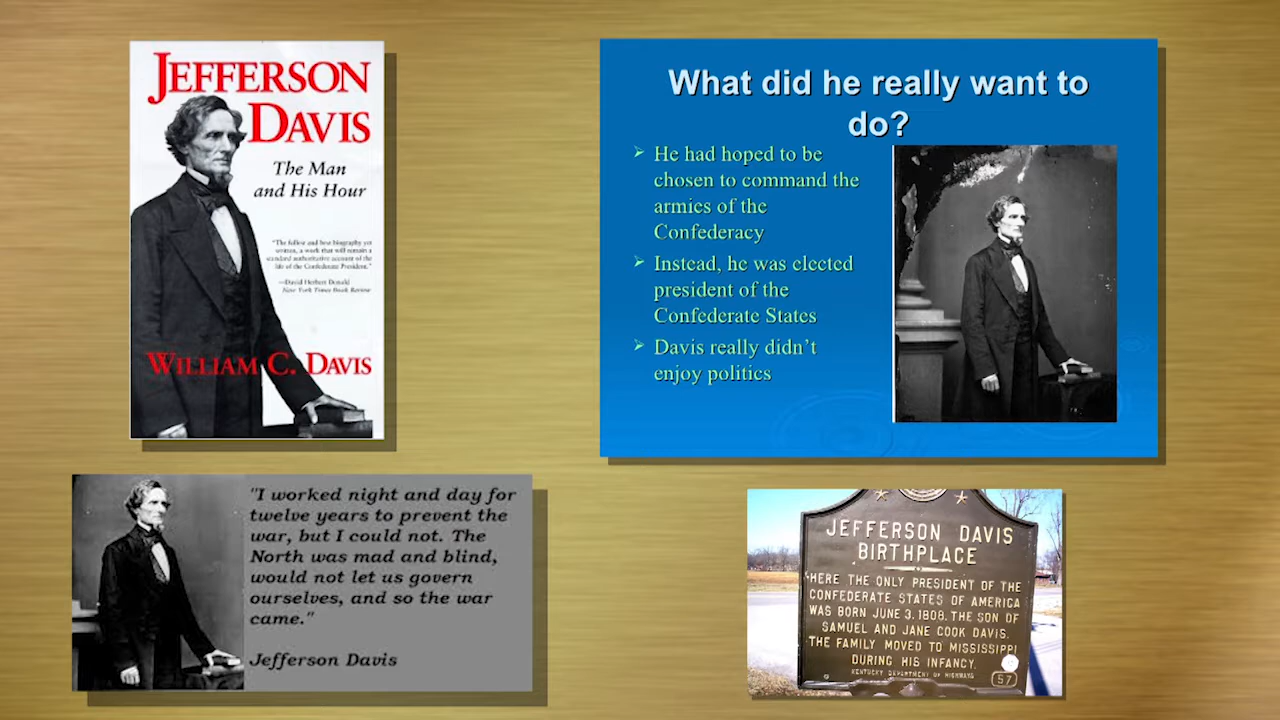 JEFFERSON
DAVIS
The Man
and His Hour
"The fullest and best biography yet
written, a work that will remain a
standard authoritative account of the
life of the Confederate President."
—David Herbert Donald
New York Times Book Review
WILLIAM C. DAVIS
What did he really want to
do?
➢ He had hoped to be
chosen to command the
armies of the
Confederacy
➢ Instead, he was elected
president of the
Confederate States
➢ Davis really didn't
enjoy politics
"I worked night and day for
twelve years to prevent the
war, but I could not. The
North was mad and blind,
would not let us govern
ourselves, and so the war
came."
Jefferson Davis
JEFFERSON DAVIS
BIRTHPLACE
HERE THE ONLY PRESIDENT OF THE
CONFEDERATE STATES OF AMERICA
WAS BORN JUNE 3, 1808. THE SON OF
SAMUEL AND JANE COOK DAVIS.
THE FAMILY MOVED TO MISSISSIPPI
DURING HIS INFANCY.
KENTUCKY DEPARTMENT OF HIGHWAYS
57